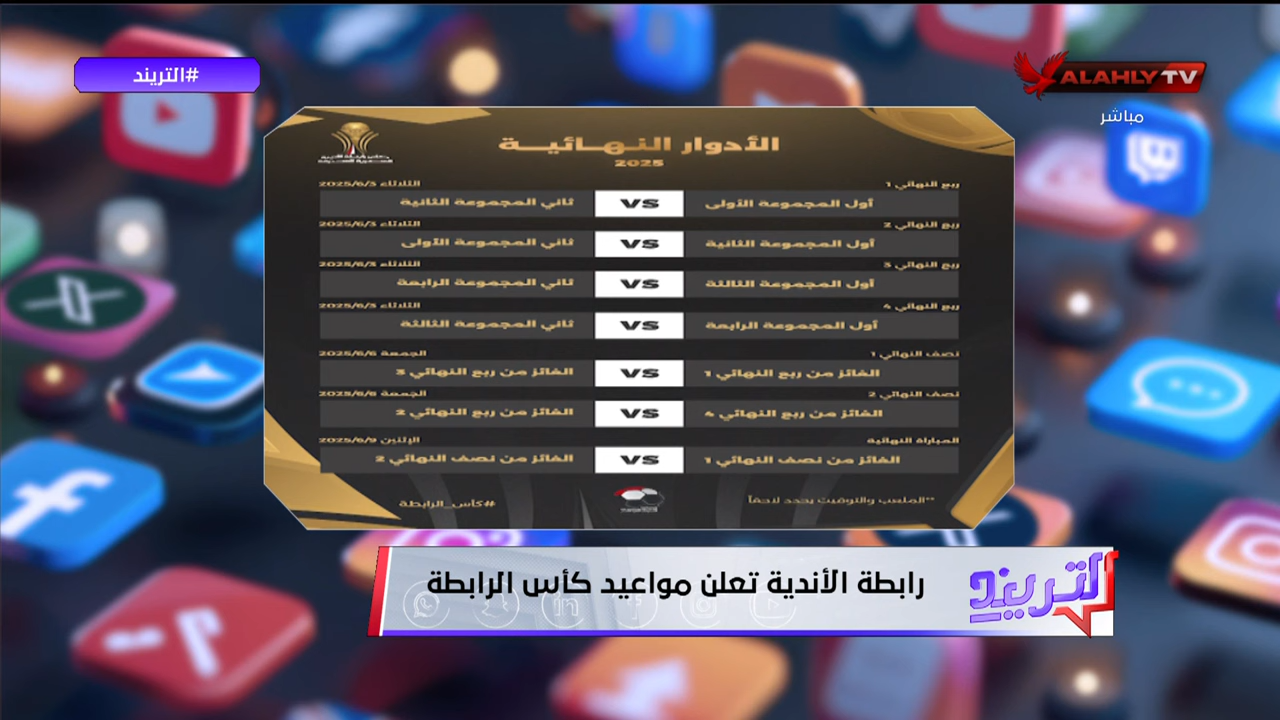 #التريند
ALAHLY TV
مباشر
الأدوار النهائية
2025
ربع النهائي 1
الثلاثاء 2025/6/3
أول المجموعة الأولى VS ثاني المجموعة الثانية
ربع النهائي 2
الثلاثاء 2025/6/3
أول المجموعة الثانية VS ثاني المجموعة الأولى
ربع النهائي 3
الثلاثاء 2025/6/3
أول المجموعة الثالثة VS ثاني المجموعة الرابعة
ربع النهائي 4
الثلاثاء 2025/6/3
أول المجموعة الرابعة VS ثاني المجموعة الثالثة
نصف النهائي 1
الجمعة 2025/6/6
الفائز من ربع النهائي 1 VS الفائز من ربع النهائي 3
نصف النهائي 2
الجمعة 2025/6/6
الفائز من ربع النهائي 4 VS الفائز من ربع النهائي 2
المباراة النهائية
الإثنين 2025/6/9
الفائز من نصف النهائي 1 VS الفائز من نصف النهائي 2
**الملعب والتوقيت يحدد لاحقاً
#كأس_الرابطة
التريند
رابطة الأندية تعلن مواعيد كأس الرابطة